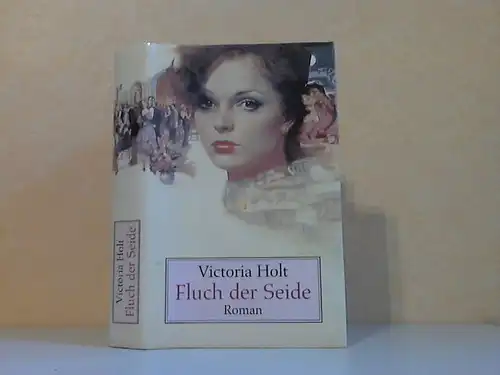 Victoria Holt
Fluch der Seide
Roman
Victoria Holt
Fluch der Seide